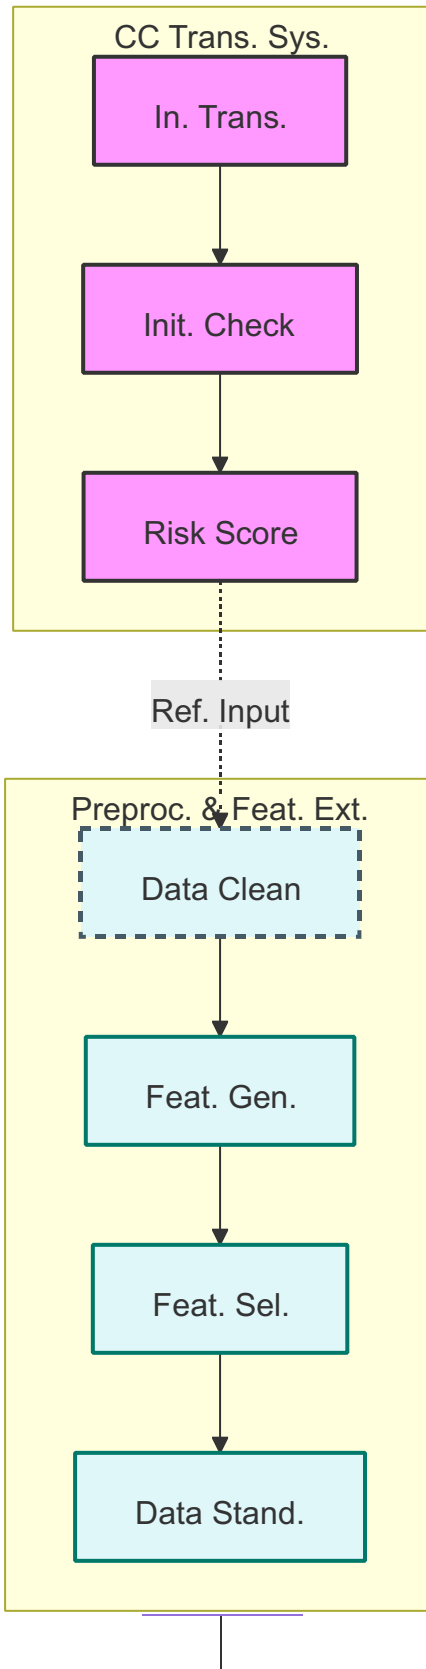 CC Trans. Sys.
In. Trans.
Init. Check
Risk Score
Ref. Input
Preproc. & Feat. Ext.
Data Clean
Feat. Gen.
Feat. Sel.
Data Stand.